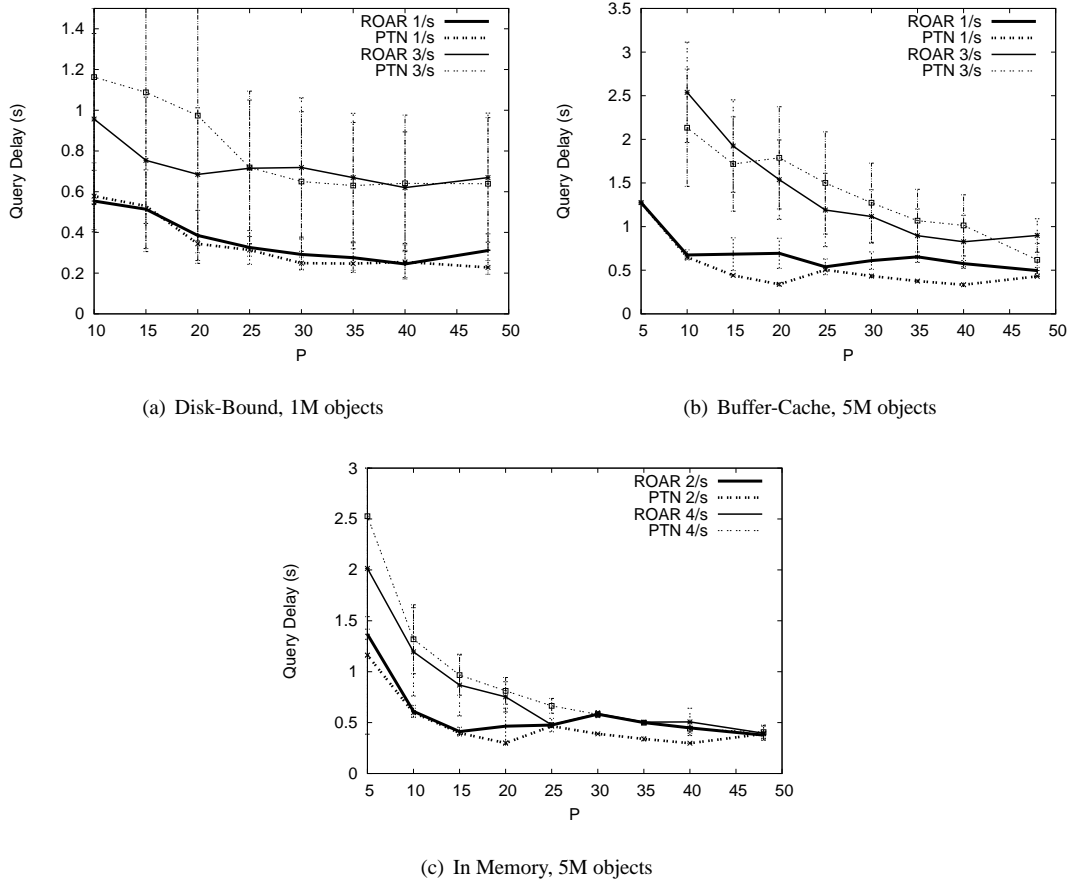 1.4
1.2
1
0.8
0.6
0.4
0.2
0
Query Delay (s)
10 15 20 25 30 35 40 45 50
P
ROAR 1/s
PTN 1/s
ROAR 3/s
PTN 3/s
(a) Disk-Bound, 1M objects
3.5
3
2.5
2
1.5
1
0.5
0
Query Delay (s)
5 10 15 20 25 30 35 40 45 50
P
ROAR 1/s
PTN 1/s
ROAR 3/s
PTN 3/s
(b) Buffer-Cache, 5M objects
3
2.5
2
1.5
1
0.5
0
Query Delay (s)
5 10 15 20 25 30 35 40 45 50
P
ROAR 2/s
PTN 2/s
ROAR 4/s
PTN 4/s
(c) In Memory, 5M objects